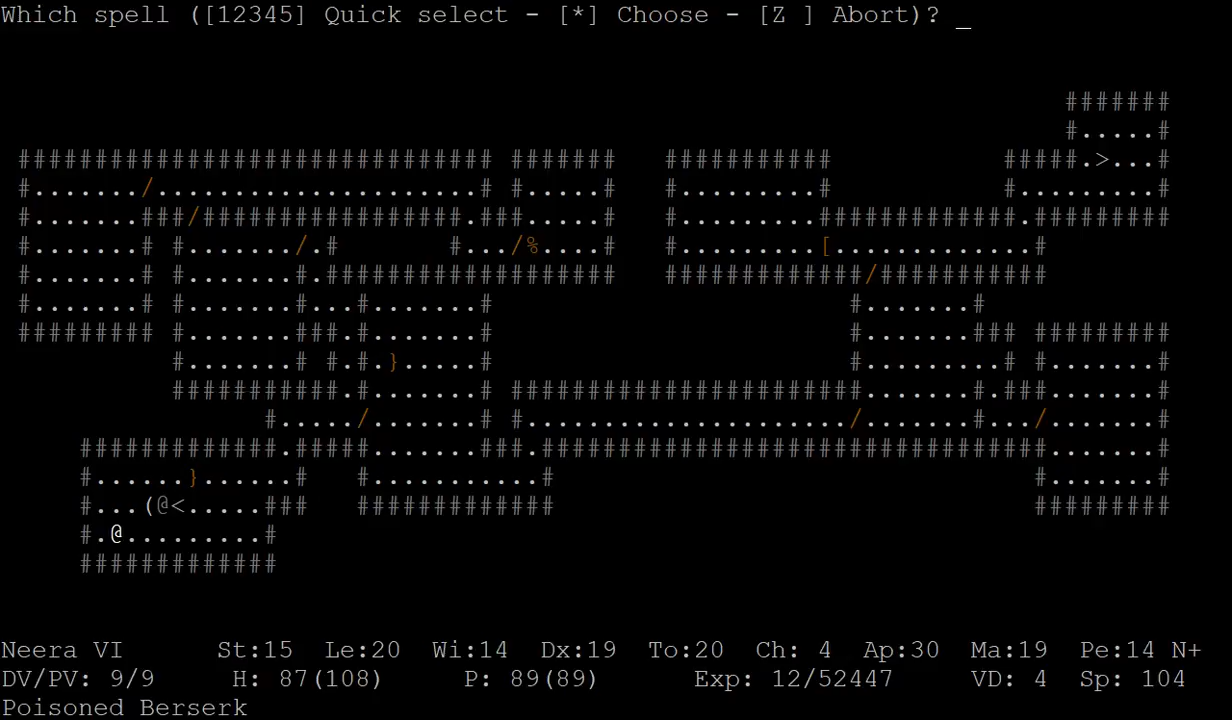 Which spell ([12345] Quick select - [*] Choose - [Z ] Abort)? _
#######
#.....#
############################### ####### ########### #####.>...#
#......./....................# #.....# #.........# #.........#
#.......###/##################.###.....# #.........#############.#########
#.......# #......../.# #.../%....# #.........[.............#
#.......# #.......#.################### #############/###########
#.......# #.......#...#.......# #.......#
######### #.......###.#.......# #.......### #########
#.......# #.#.}.....# #........# #.......#
###########.#.......# #######################.......#.###.......#
#...../.......# #...................../.......#.../.......#
#############.#####.......###.#################################.......#
#......}......# #...........# #.......#
#...(@<.....### ############# #########
#.@.........#
#############
Neera VI St:15 Le:20 Wi:14 Dx:19 To:20 Ch: 4 Ap:30 Ma:19 Pe:14 N+
DV/PV: 9/9 H: 87(108) P: 89(89) Exp: 12/52447 VD: 4 Sp: 104
Poisoned Berserk